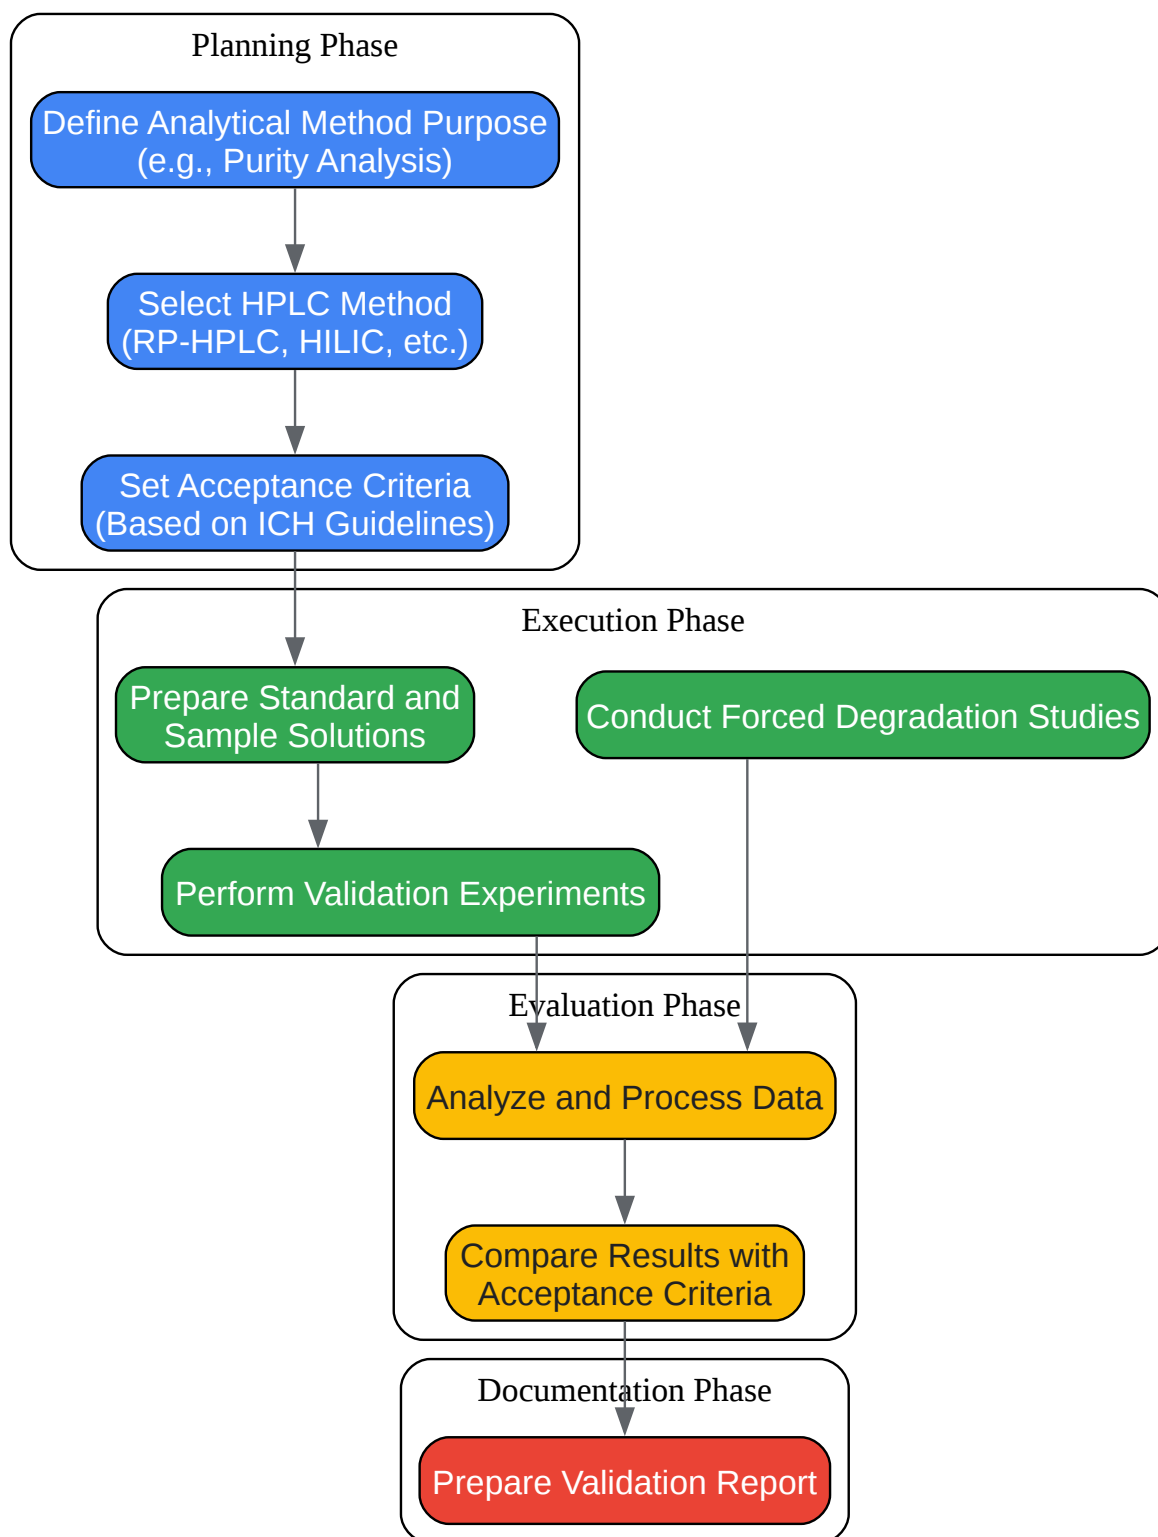 Planning Phase
Define Analytical Method Purpose
(e.g., Purity Analysis)
Select HPLC Method
(RP-HPLC, HILIC, etc.)
Set Acceptance Criteria
(Based on ICH Guidelines)
Execution Phase
Prepare Standard and
Sample Solutions
Conduct Forced Degradation Studies
Perform Validation Experiments
Evaluation Phase
Analyze and Process Data
Compare Results with
Acceptance Criteria
Documentation Phase
Prepare Validation Report